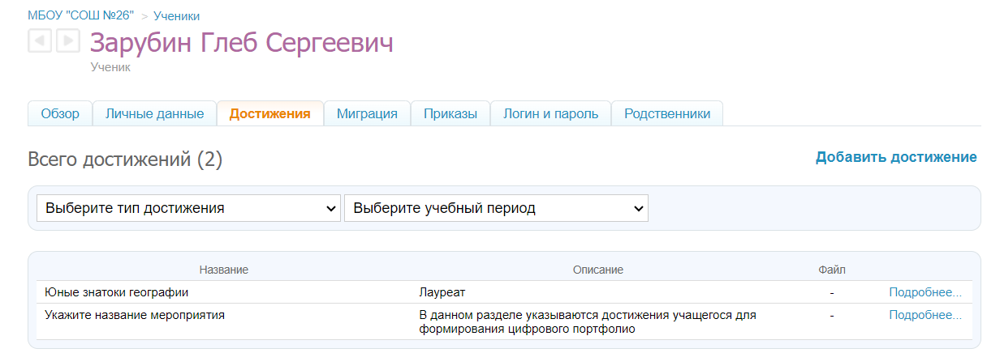 МБОУ "СОШ №26" > Ученики
Зарубин Глеб Сергеевич
Ученик
Обзор Личные данные Достижения Миграция Приказы Логин и пароль Родственники
Всего достижений (2) Добавить достижение
Выберите тип достижения Выберите учебный период
Название Описание Файл
Юные знатоки географии Лауреат - Подробнее...
Укажите название мероприятия В данном разделе указываются достижения учащегося для - Подробнее...
формирования цифрового портфолио